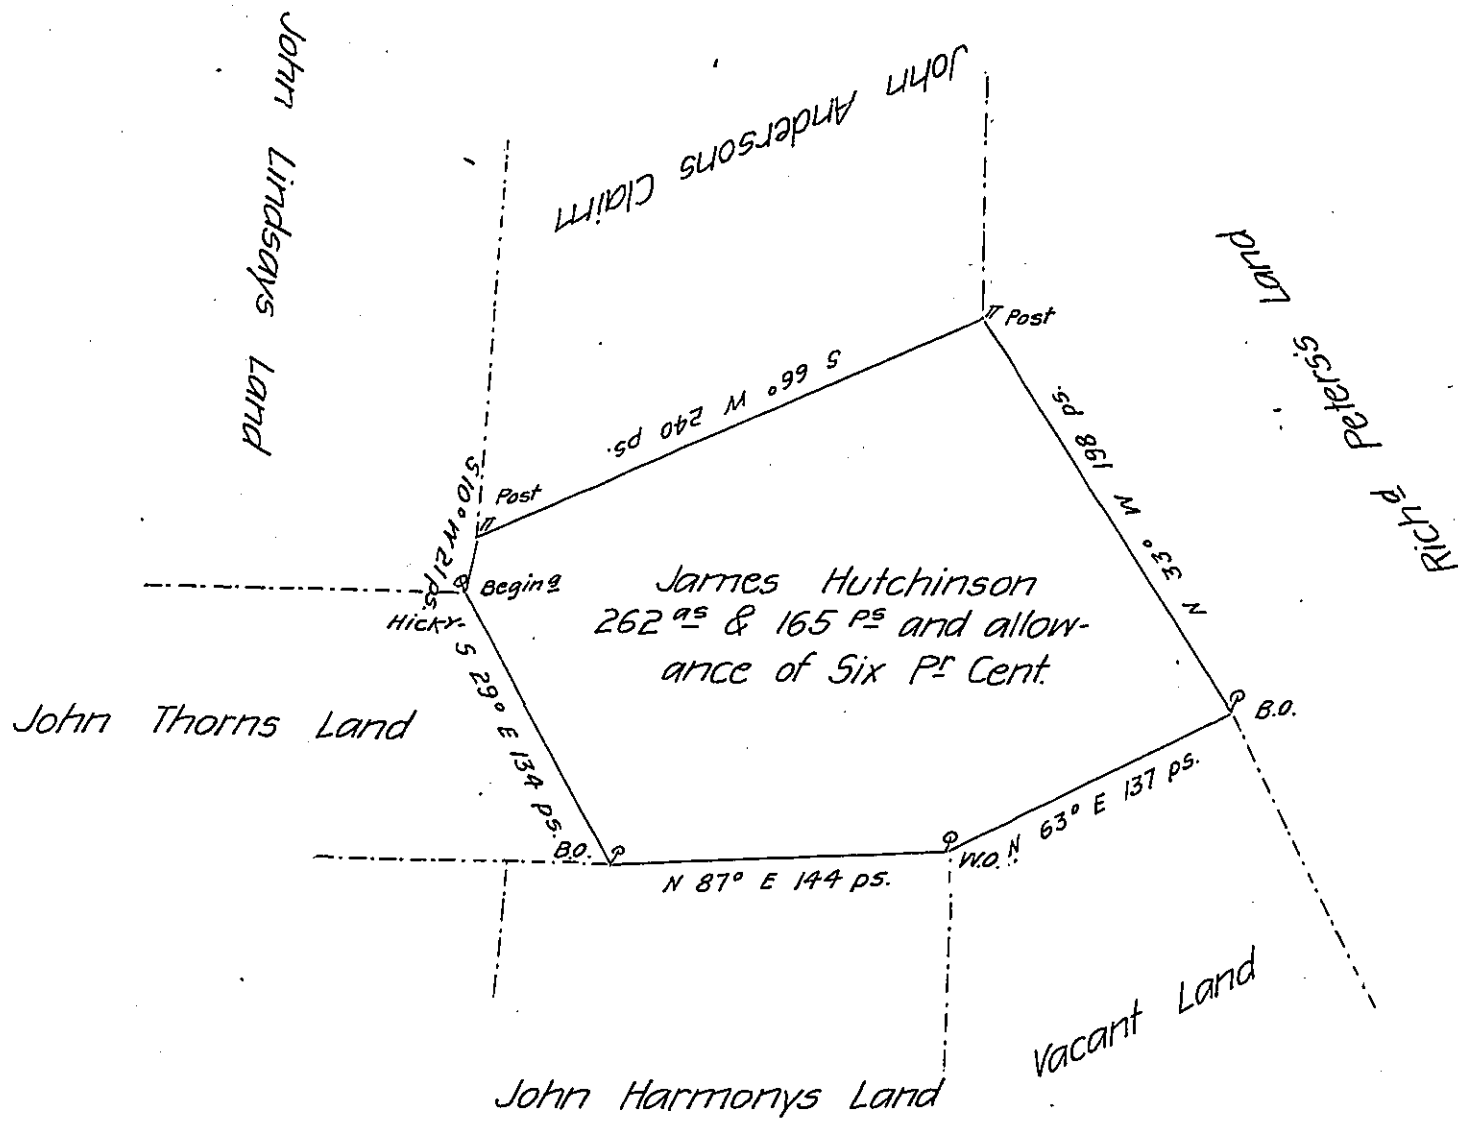 John Lindsays Land
John Andersons Claim
Richd Peters's Land
Post
S 66° W 240 ps.
N 33° W 198 ps.
S 10° W 21 ps.
Post
Begin g
Hicky
James Hutchinson
262 as & 165 Ps and allow-
ance of Six Pr Cent.
John Thorns Land
S 29° E 134 ps.
B.O.
B.O.
N 63° E 137 ps.
W.O.
N 87° E 144 ps.
Vacant Land
John Harmonys Land